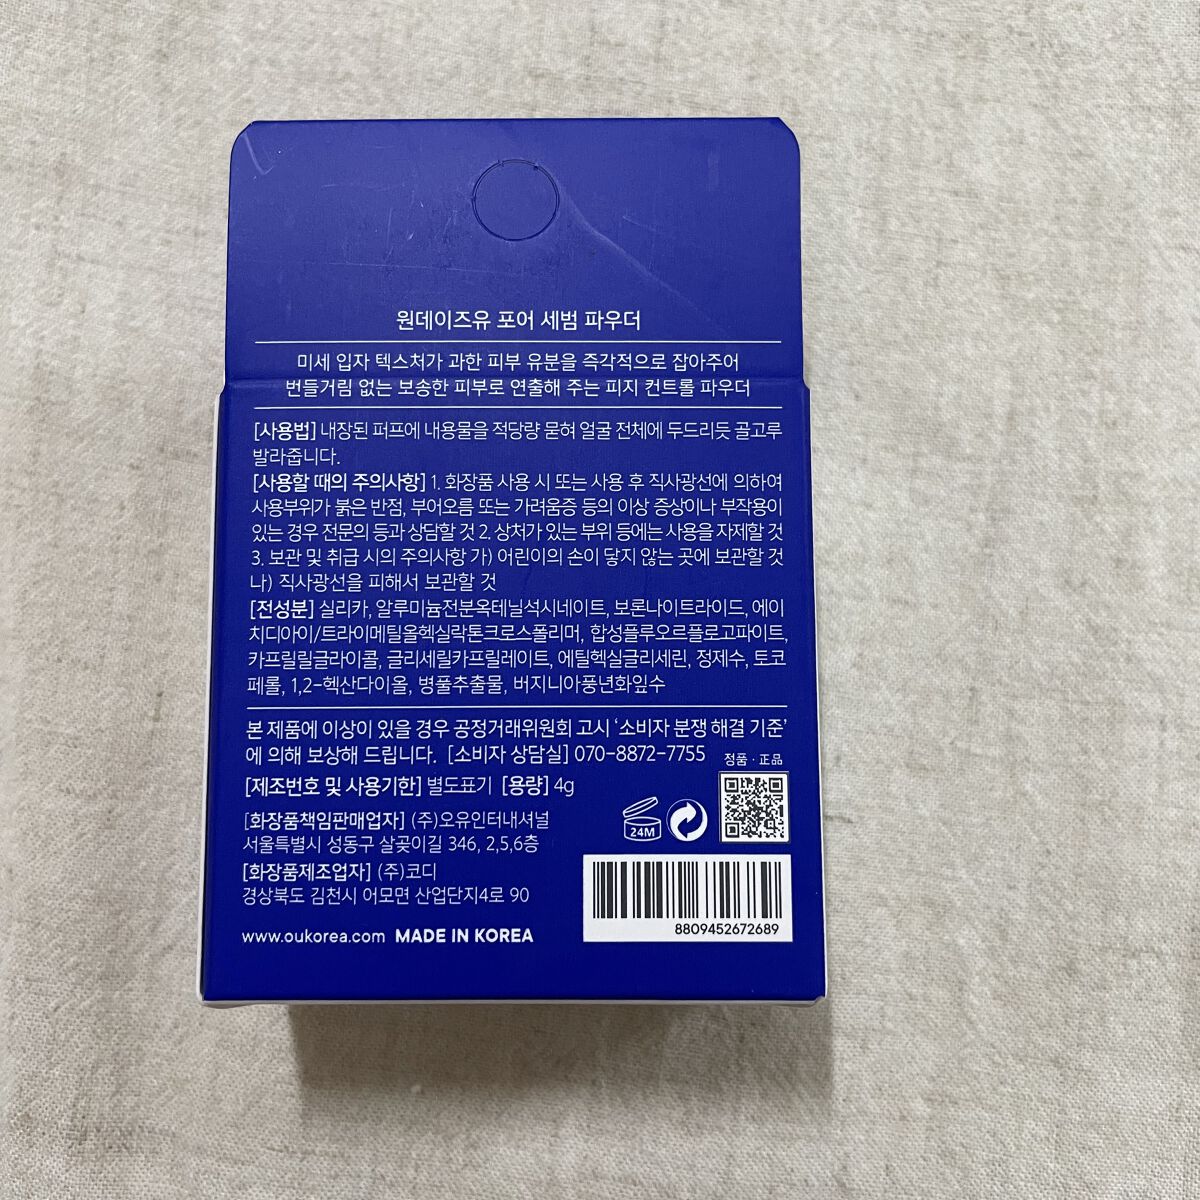 원데이즈유 포어 세범 파우더
미세 입자 텍스처가 과한 피부 유분을 즉각적으로 잡아주어
번들거림 없는 보송한 피부로 연출해 주는 피지 컨트롤 파우더
[사용법] 내장된 퍼프에 내용물을 적당량 묻혀 얼굴 전체에 두드리듯 골고루
발라줍니다.
[사용할 때의 주의사항] 1. 화장품 사용 시 또는 사용 후 직사광선에 의하여
사용부위가 붉은 반점, 부어오름 또는 가려움증 등의 이상 증상이나 부작용이
있는 경우 전문의 등과 상담할 것 2. 상처가 있는 부위 등에는 사용을 자제할 것
3. 보관 및 취급 시의 주의사항 가) 어린이의 손이 닿지 않는 곳에 보관할 것
나) 직사광선을 피해서 보관할 것
[전성분] 실리카, 알루미늄전분옥테닐석시네이트, 보론나이트라이드, 에이
치디아이/트라이메틸올헥실락톤크로스폴리머, 합성플루오르플로고파이트,
카프릴릴글라이콜, 글리세릴카프릴레이트, 에틸헥실글리세린, 정제수, 토코
페롤, 1,2-헥산다이올, 병풀추출물, 버지니아풍년화잎수
본 제품에 이상이 있을 경우 공정거래위원회 고시 '소비자 분쟁 해결 기준'
에 의해 보상해 드립니다. [소비자 상담실] 070-8872-7755
정품 · 正品
[제조번호 및 사용기한] 별도표기 [용량] 4g
24M
[화장품책임판매업자] (주)오유인터내셔널
서울특별시 성동구 살곶이길 346, 2,5,6층
[화장품제조업자] (주)코디
경상북도 김천시 어모면 산업단지4로 90
www.oukorea.com MADE IN KOREA
8809452672689